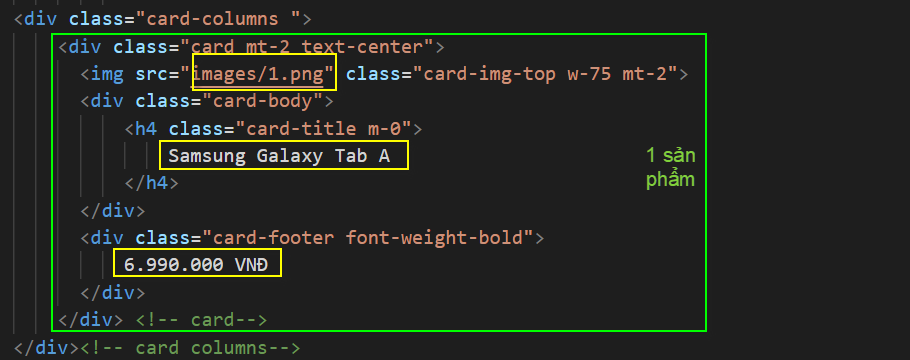 <div class="card-columns ">
<div class="card mt-2 text-center">
<img src="images/1.png" class="card-img-top w-75 mt-2">
<div class="card-body">
<h4 class="card-title m-0">
Samsung Galaxy Tab A
1 sản
phẩm
</h4>
</div>
<div class="card-footer font-weight-bold">
6.990.000 VNĐ
</div>
</div> <!-- card-->
</div><!-- card columns-->